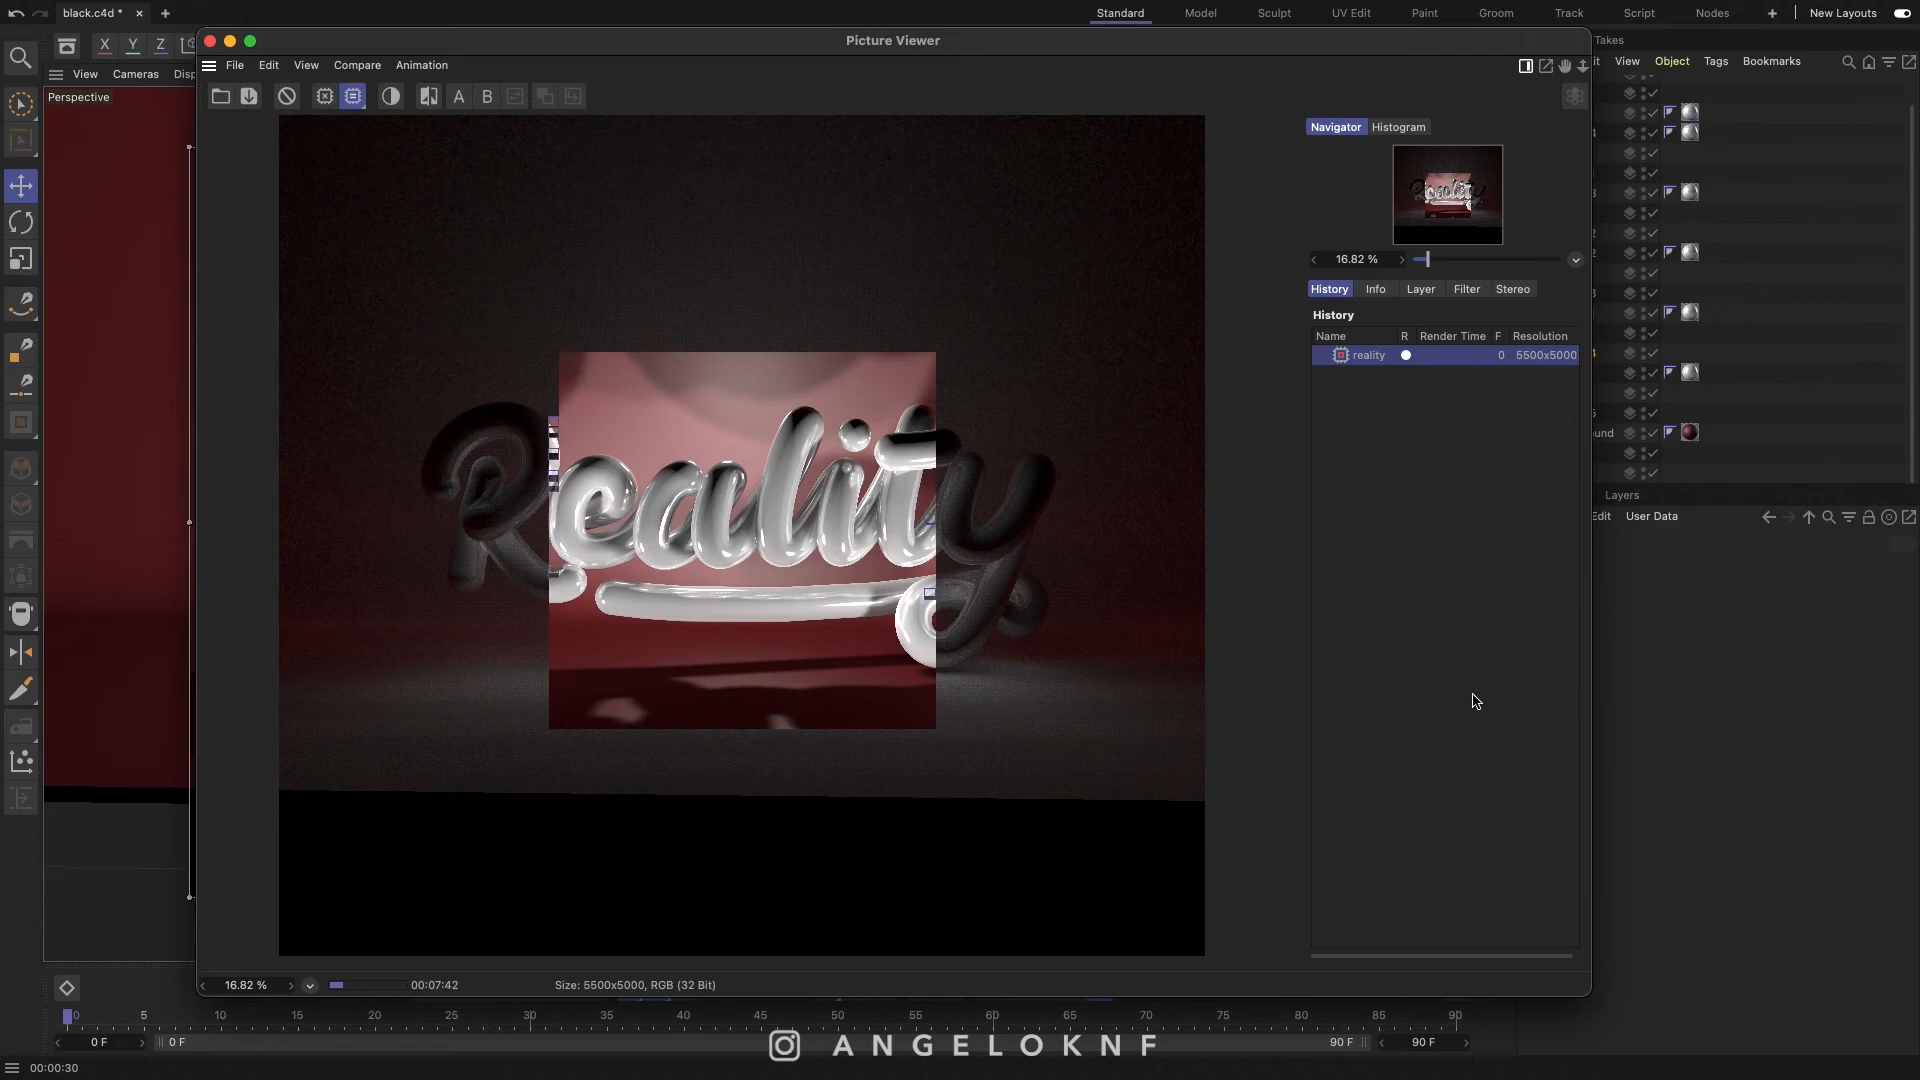 black.c4d *
Standard
Model
Sculpt
UV Edit
Paint
Groom
Track
Script
Nodes
New Layouts
Picture Viewer
Takes
X Y Z
View Cameras
File Edit View Compare Animation
View Object Tags Bookmarks
Perspective
A B
Navigator Histogram
16.82 %
History Info Layer Filter Stereo
History
Name R Render Time F Resolution
reality 0 5500x5000
Reality
Layers
User Data
16.82 % 00:07:42 Size: 5500x5000, RGB (32 Bit)
0 5 10 15 20 25 30 35 40 45 50 55 60 65 70 75 80 85 90
0 F 0 F 90 F 90 F
ANGELOKNF
00:00:30